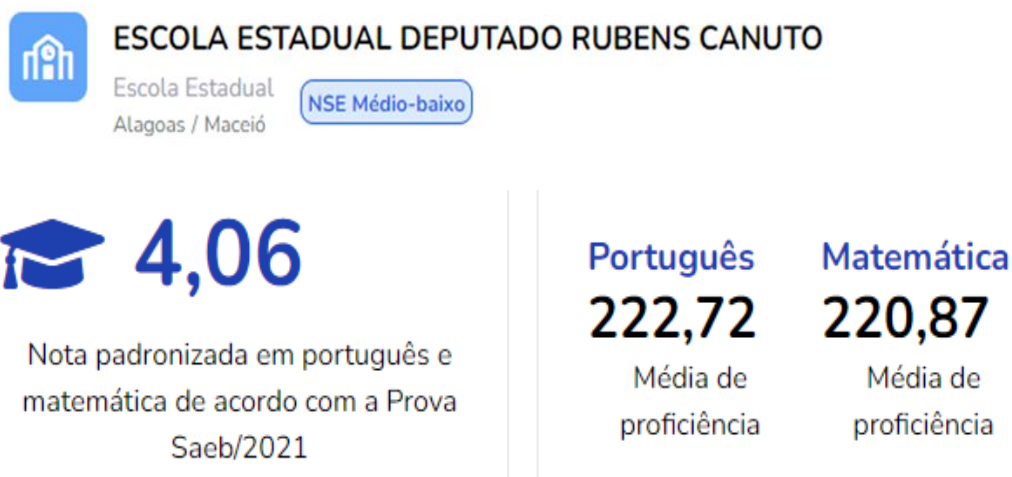 ESCOLA ESTADUAL DEPUTADO RUBENS CANUTO
Escola Estadual
NSE Médio-baixo
Alagoas / Maceió
4,06
Nota padronizada em português e
matemática de acordo com a Prova
Saeb/2021
Português
222,72
Média de
proficiência
Matemática
220,87
Média de
proficiência